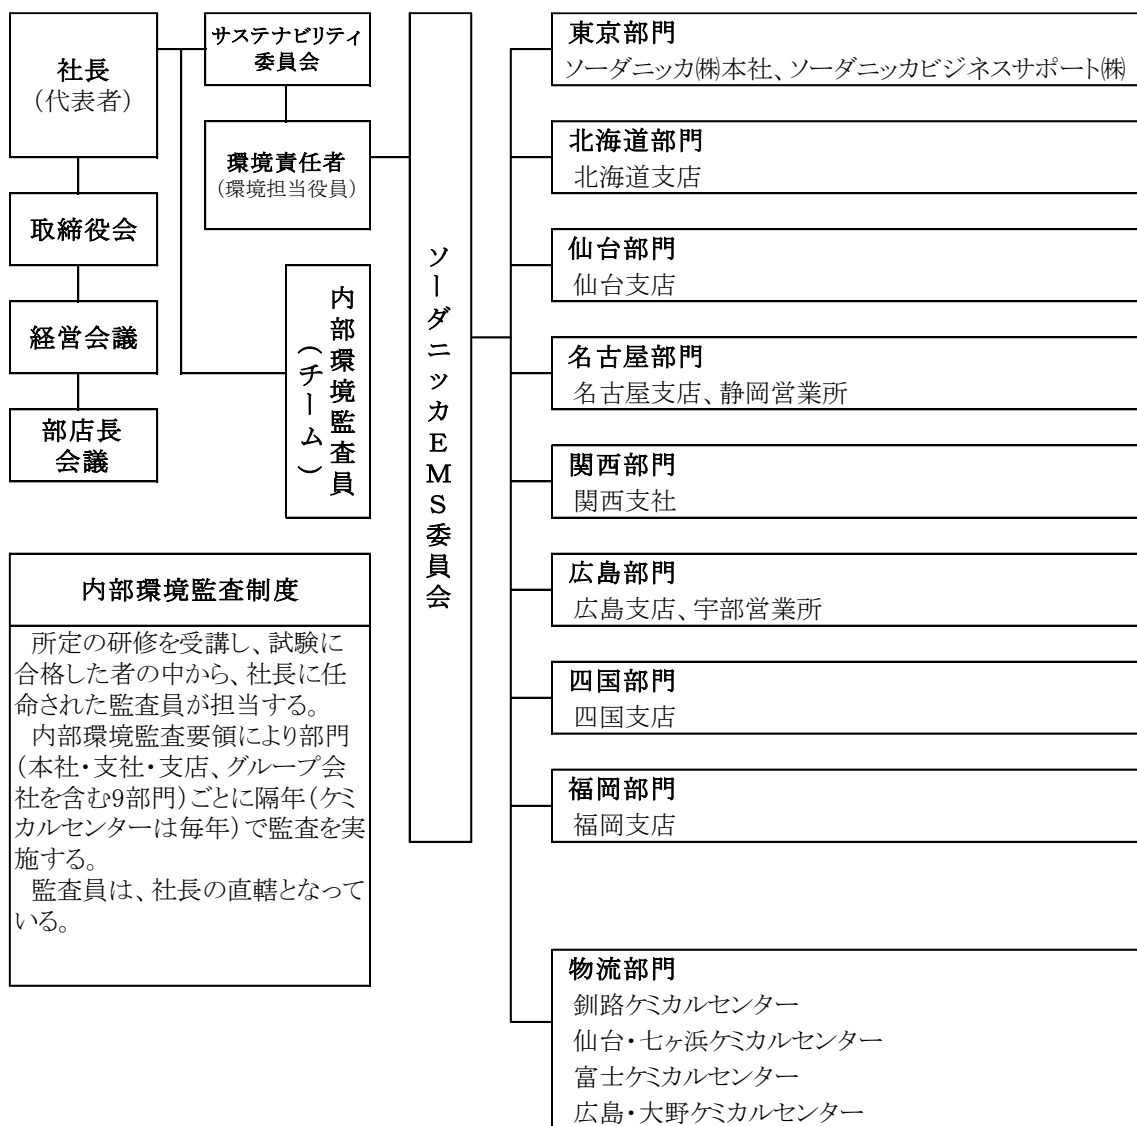 社長
（代表者）
取締役会
経営会議
部店長
会議
サステナビリティ
委員会
環境責任者
（環境担当役員）
内部環境監査員
（チーム）
内部環境監査制度
所定の研修を受講し、試験に
合格した者の中から、社長に任
命された監査員が担当する。
内部環境監査要領により部門
（本社・支社・支店、グループ会
社を含む9部門）ごとに隔年（ケミ
カルセンターは毎年）で監査を実
施する。
監査員は、社長の直轄となって
いる。
ソーダニッカEMS委員会
東京部門
ソーダニッカ㈱本社、ソーダニッカビジネスサポート㈱
北海道部門
北海道支店
仙台部門
仙台支店
名古屋部門
名古屋支店、静岡営業所
関西部門
関西支社
広島部門
広島支店、宇部営業所
四国部門
四国支店
福岡部門
福岡支店
物流部門
釧路ケミカルセンター
仙台・七ヶ浜ケミカルセンター
富士ケミカルセンター
広島・大野ケミカルセンター